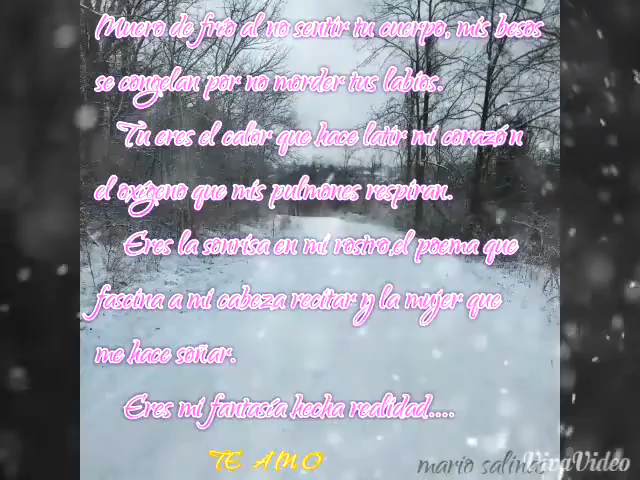 Muero de frío al no sentir tu cuerpo, mis besos
se congelan por no morder tus labios.
Tu eres el calor que hace latir mi corazón
el oxígeno que mis pulmones respiran.
Eres la sonrisa en mi rostro,el poema que
fascina a mi cabeza recitar y la mujer que
me hace soñar.
Eres mi fantasía hecha realidad....
TE AMO
mario salinas
VivaVideo